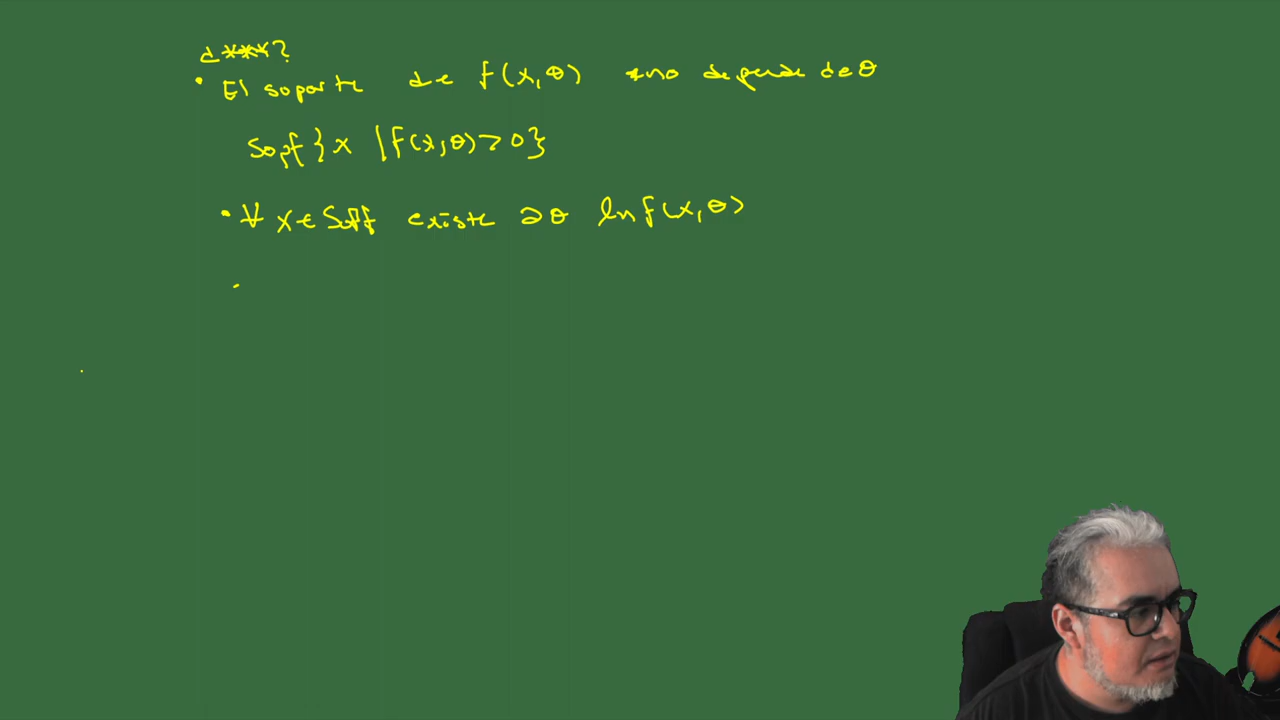 d***?
• El soporte de f(x,θ) no depende de θ
Sopf } x | f(x,θ) > 0}
• ∀ x ∈ Sopf existe ∂θ ln f(x,θ)
•